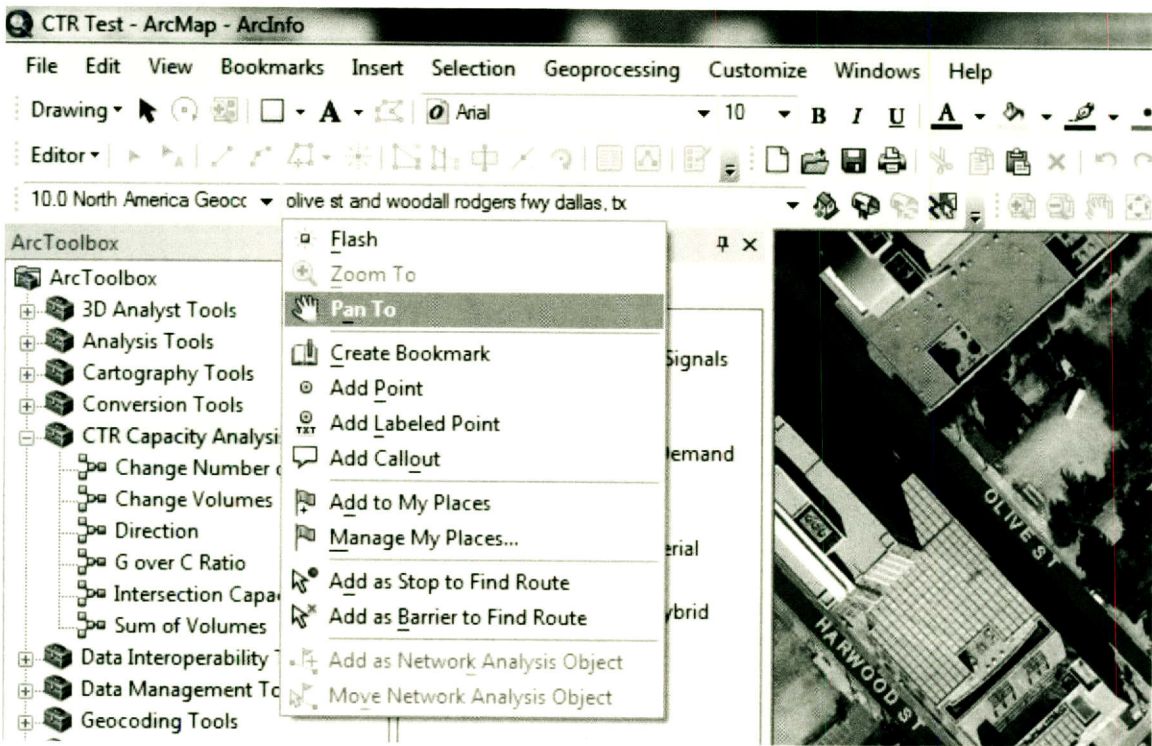 CTR Test - ArcMap - ArcInfo
File Edit View Bookmarks Insert Selection Geoprocessing Customize Windows Help
Drawing A Arial 10 B I U A
Editor
10.0 North America Geocc olive st and woodall rodgers fwy dallas, tx
ArcToolbox
ArcToolbox
3D Analyst Tools
Analysis Tools
Cartography Tools
Conversion Tools
CTR Capacity Analysi
Change Number
Change Volumes
Direction
G over C Ratio
Intersection Capa
Sum of Volumes
Data Interoperability
Data Management To
Geocoding Tools
Flash
Zoom To
Pan To
Create Bookmark
Add Point
TXT Add Labeled Point
Add Callout
Add to My Places
Manage My Places...
Add as Stop to Find Route
Add as Barrier to Find Route
Add as Network Analysis Object
Move Network Analysis Object
Signals
emand
erial
ybrid
OLIVE ST
HARWOOD ST